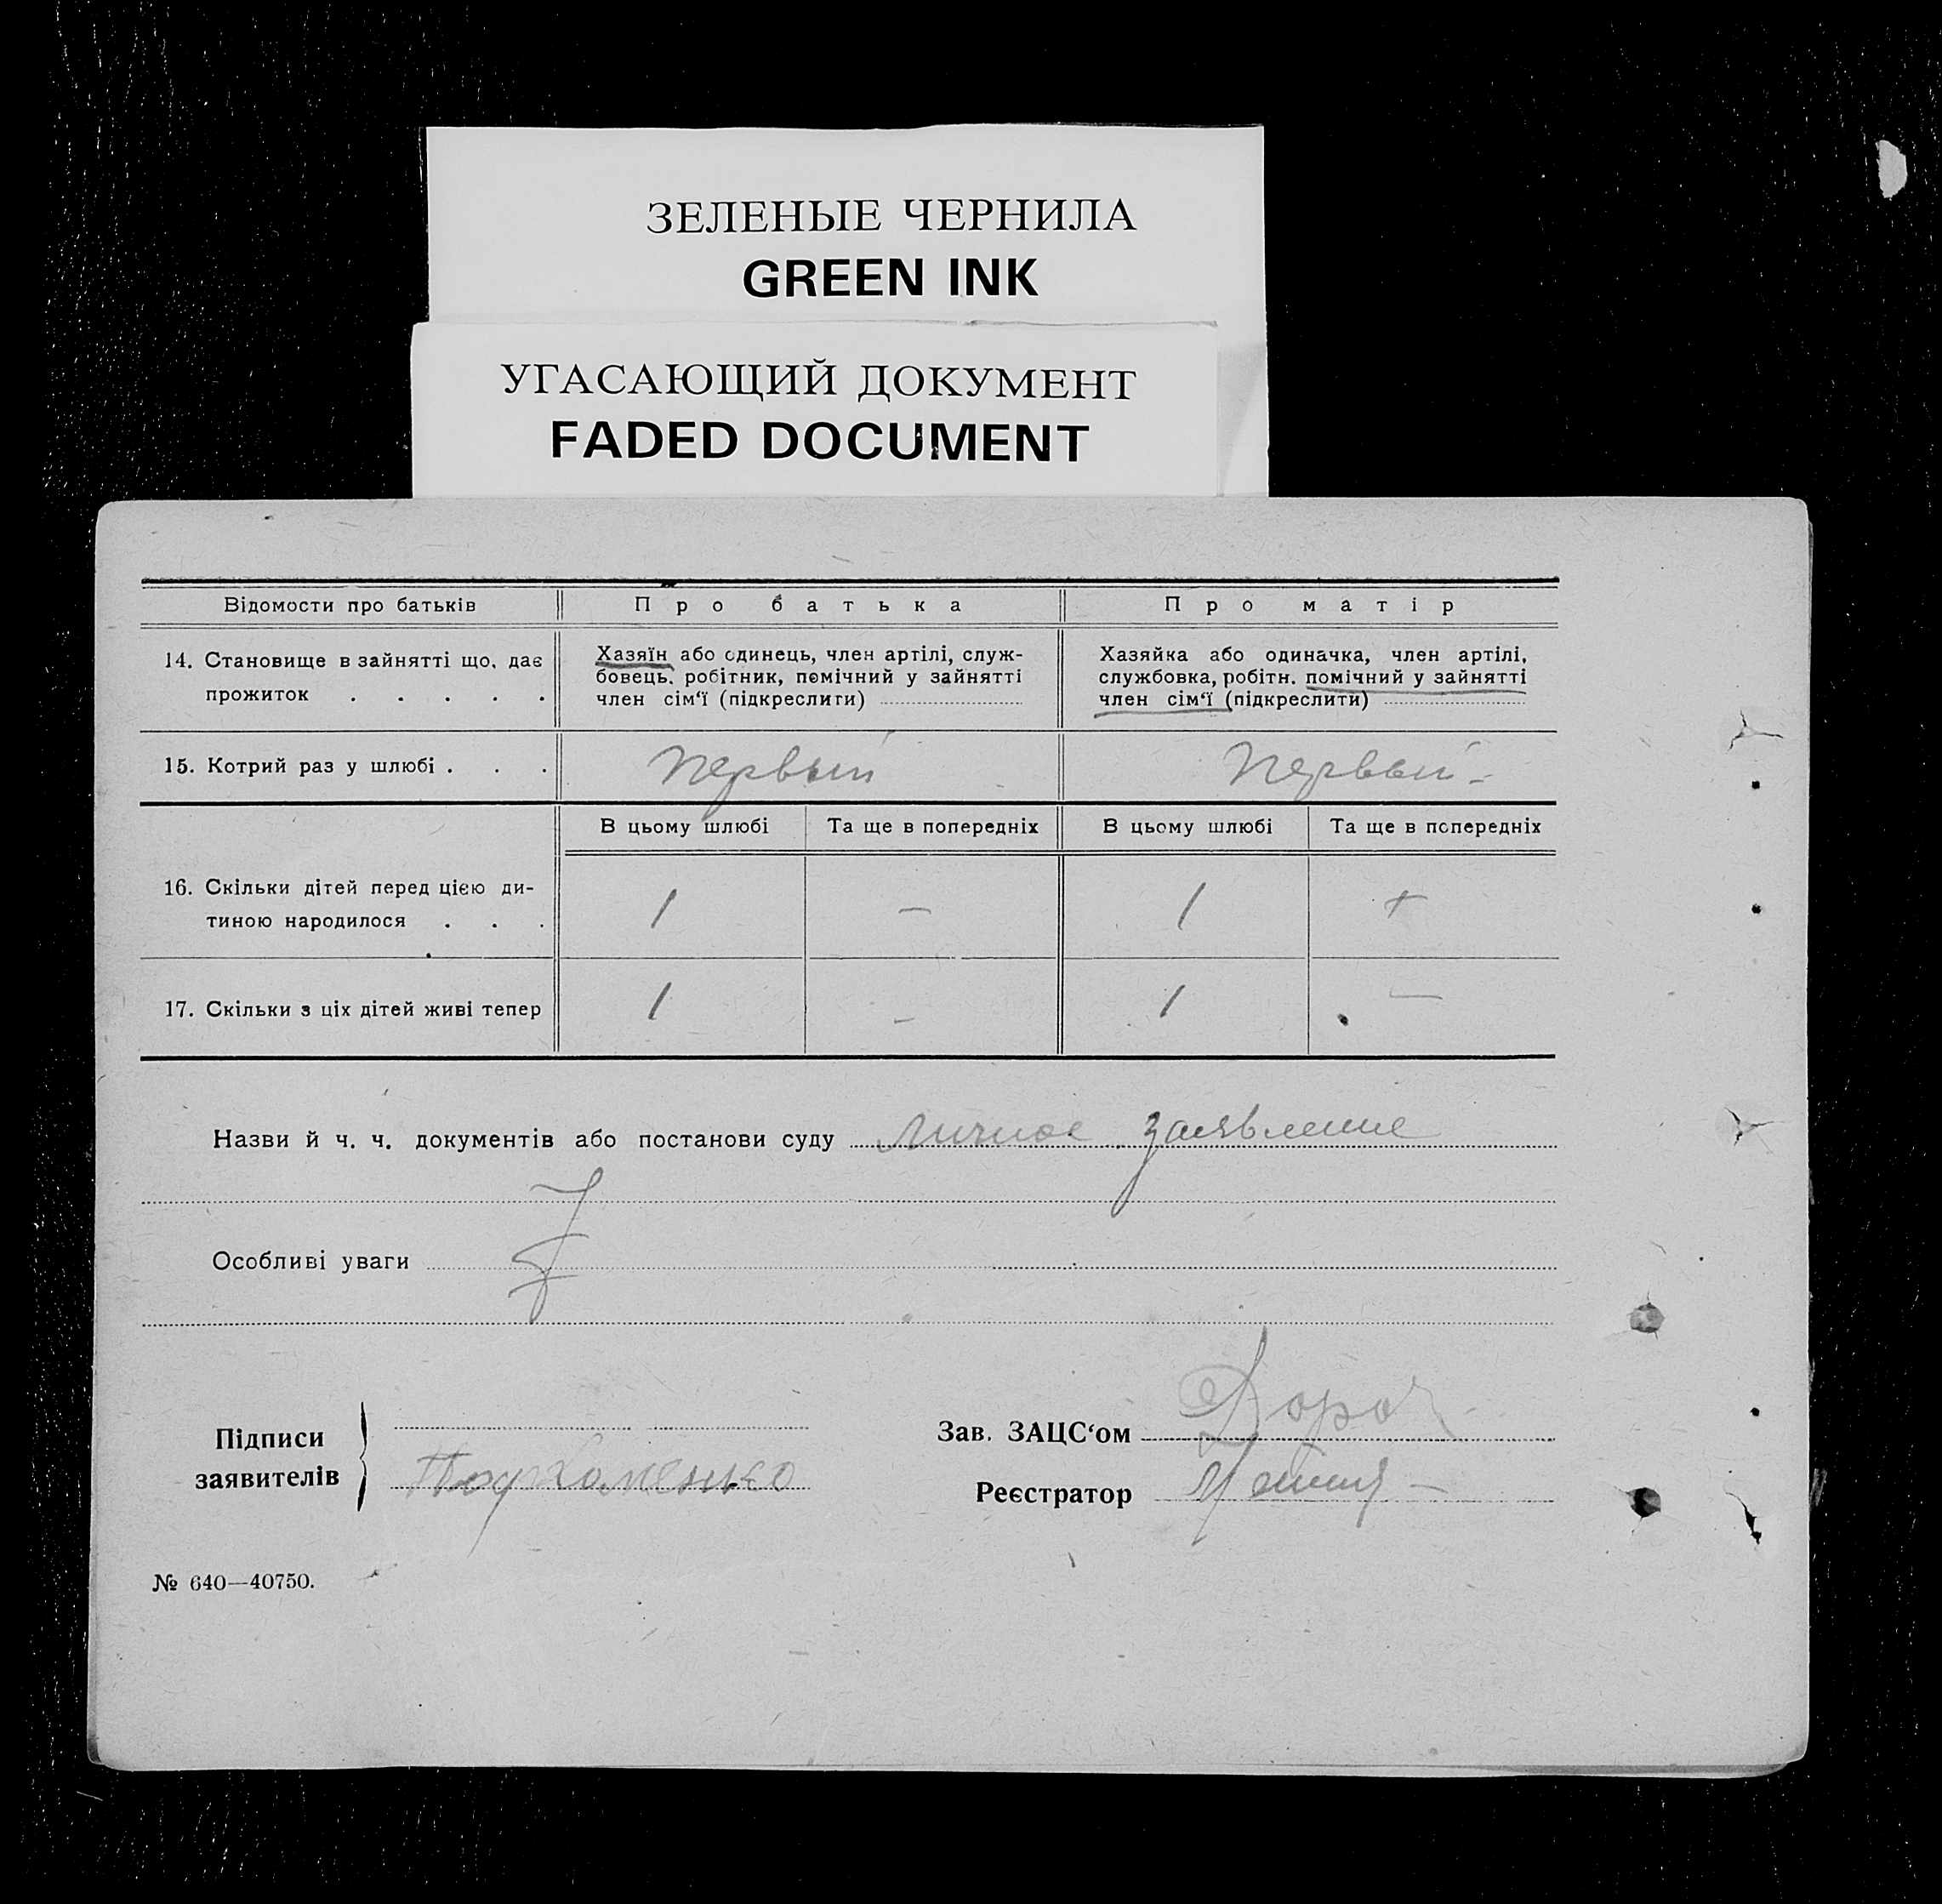 ЗЕЛЕНЫЕ ЧЕРНИЛА
GREEN INK
УГАСАЮЩИЙ ДОКУМЕНТ
FADED DOCUMENT
Відомости про батьків Про батька Про матір
14. Становище в зайнятті що, дає
прожиток . . . . .
Хазяїн або одинець, член артілі, служ-
бовець, робітник, помічний у зайнятті
член сім‘ї (підкреслити)
Хазяйка або одиначка, член артілі,
службовка, робітн. помічний у зайнятті
член сім‘ї (підкреслити)
15. Котрий раз у шлюбі . . . Первый Первый -
В цьому шлюбі Та ще в попередніх В цьому шлюбі Та ще в попередніх
16. Скільки дітей перед цією ди-
тиною народилося . . . 1 — 1 +
17. Скільки з ціх дітей живі тепер 1 — 1 —
Назви й ч. ч. документів або постанови суду Личное заявление
Особливі уваги
Підписи
заявителів
Зав. ЗАЦС‘ом
Реєстратор
№ 640—40750.